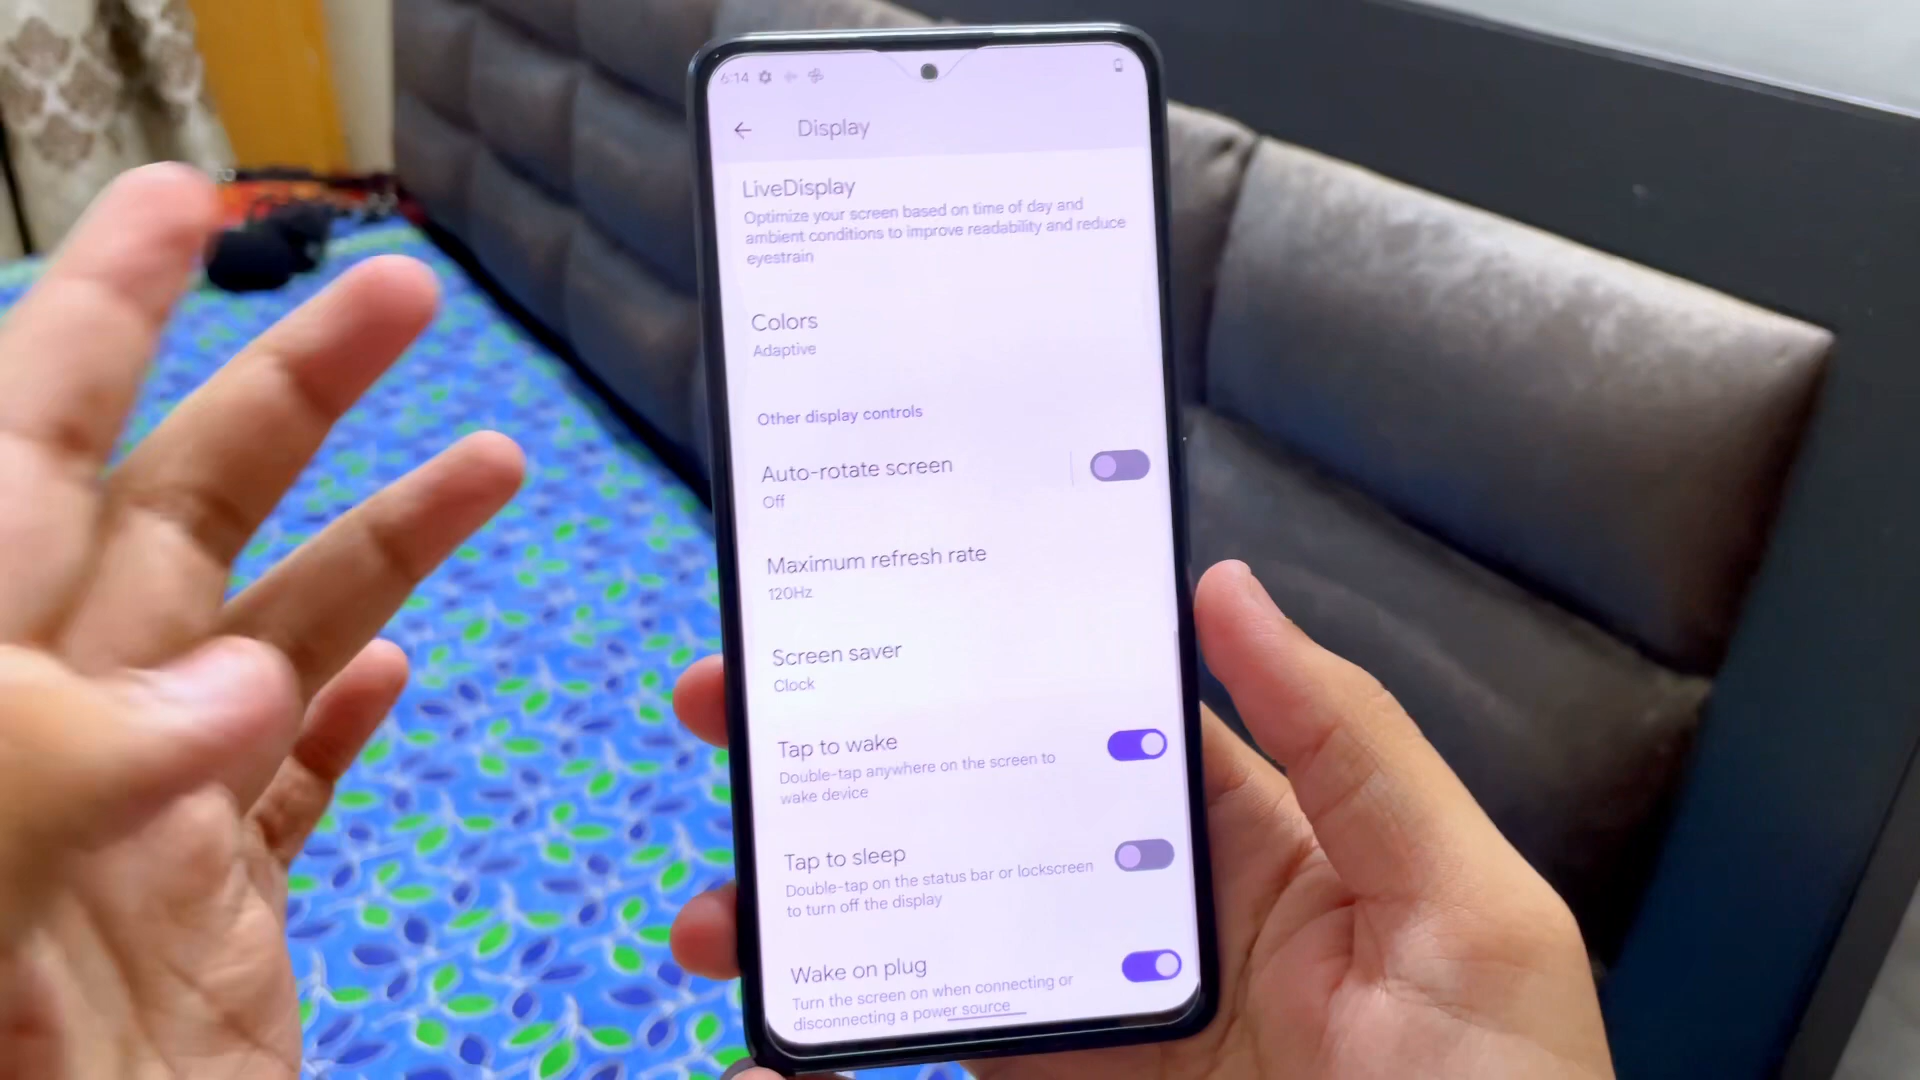 6:14
Display
LiveDisplay
Optimize your screen based on time of day and
ambient conditions to improve readability and reduce
eyestrain
Colors
Adaptive
Other display controls
Auto-rotate screen
Off
Maximum refresh rate
120Hz
Screen saver
Clock
Tap to wake
Double-tap anywhere on the screen to
wake device
Tap to sleep
Double-tap on the status bar or lockscreen
to turn off the display
Wake on plug
Turn the screen on when connecting or
disconnecting a power source